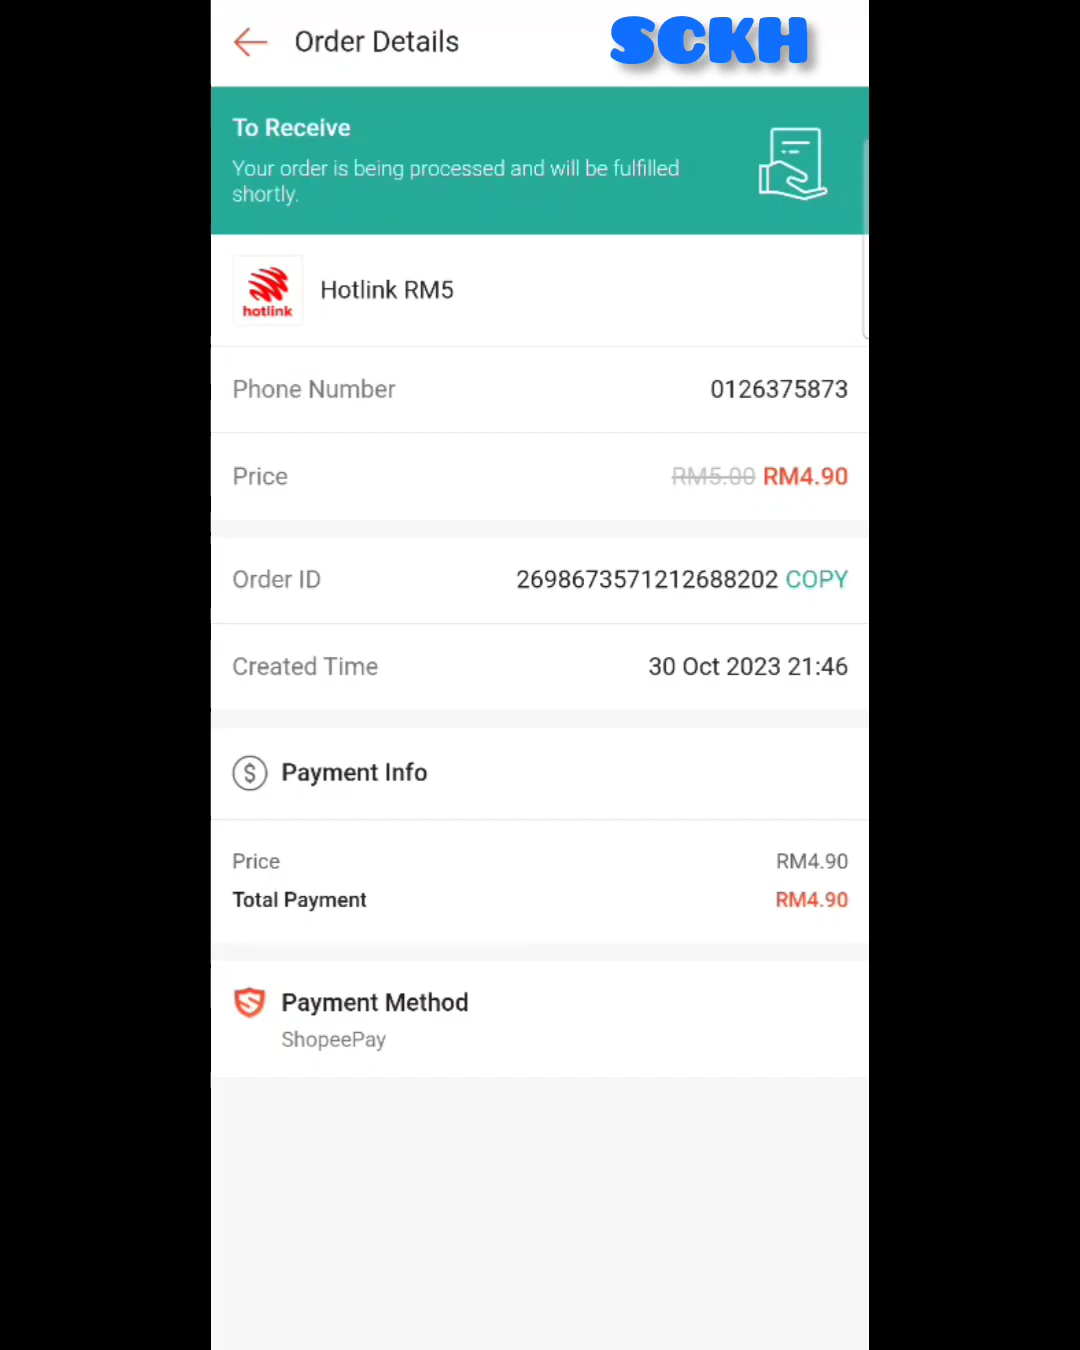 Order Details
SCKH
To Receive
Your order is being processed and will be fulfilled
shortly.
hotlink
Hotlink RM5
Phone Number 0126375873
Price RM5.00 RM4.90
Order ID 2698673571212688202 COPY
Created Time 30 Oct 2023 21:46
$ Payment Info
Price RM4.90
Total Payment RM4.90
Payment Method
ShopeePay